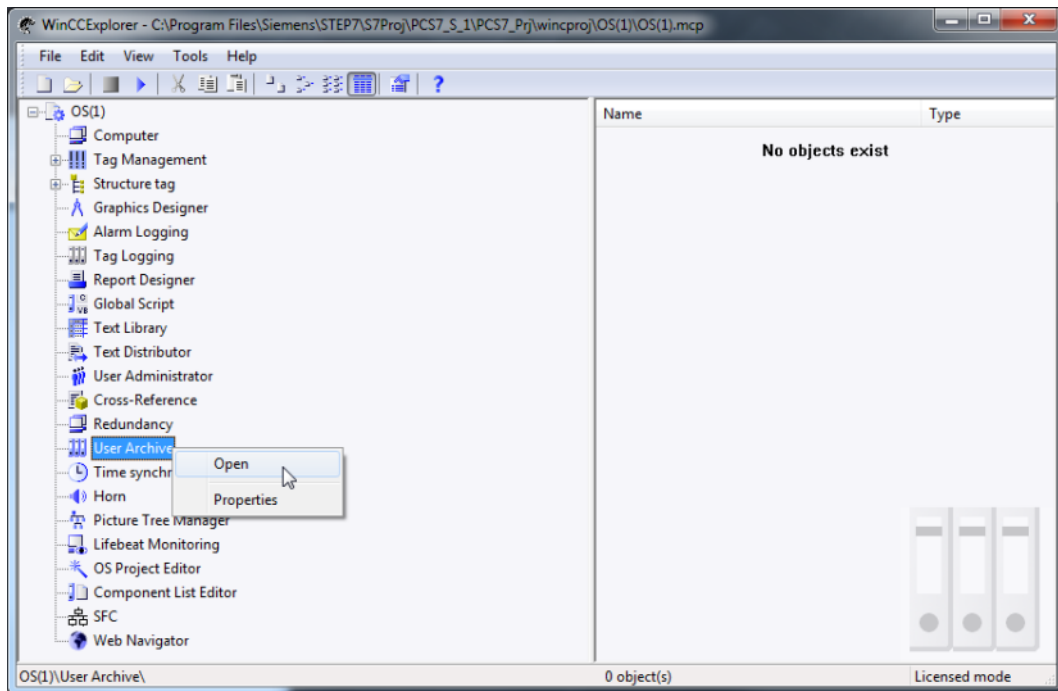 WinCCExplorer - C:\Program Files\Siemens\STEP7\S7Proj\PCS7_S_1\PCS7_Prj\wincproj\OS(1)\OS(1).mcp
File Edit View Tools Help
OS(1)
Computer
Tag Management
Structure tag
Graphics Designer
Alarm Logging
Tag Logging
Report Designer
Global Script
Text Library
Text Distributor
User Administrator
Cross-Reference
Redundancy
User Archive
Time synchr
Horn
Picture Tree Manager
Lifebeat Monitoring
OS Project Editor
Component List Editor
SFC
Web Navigator
Open
Properties
Name Type
No objects exist
OS(1)\User Archive\ 0 object(s) Licensed mode